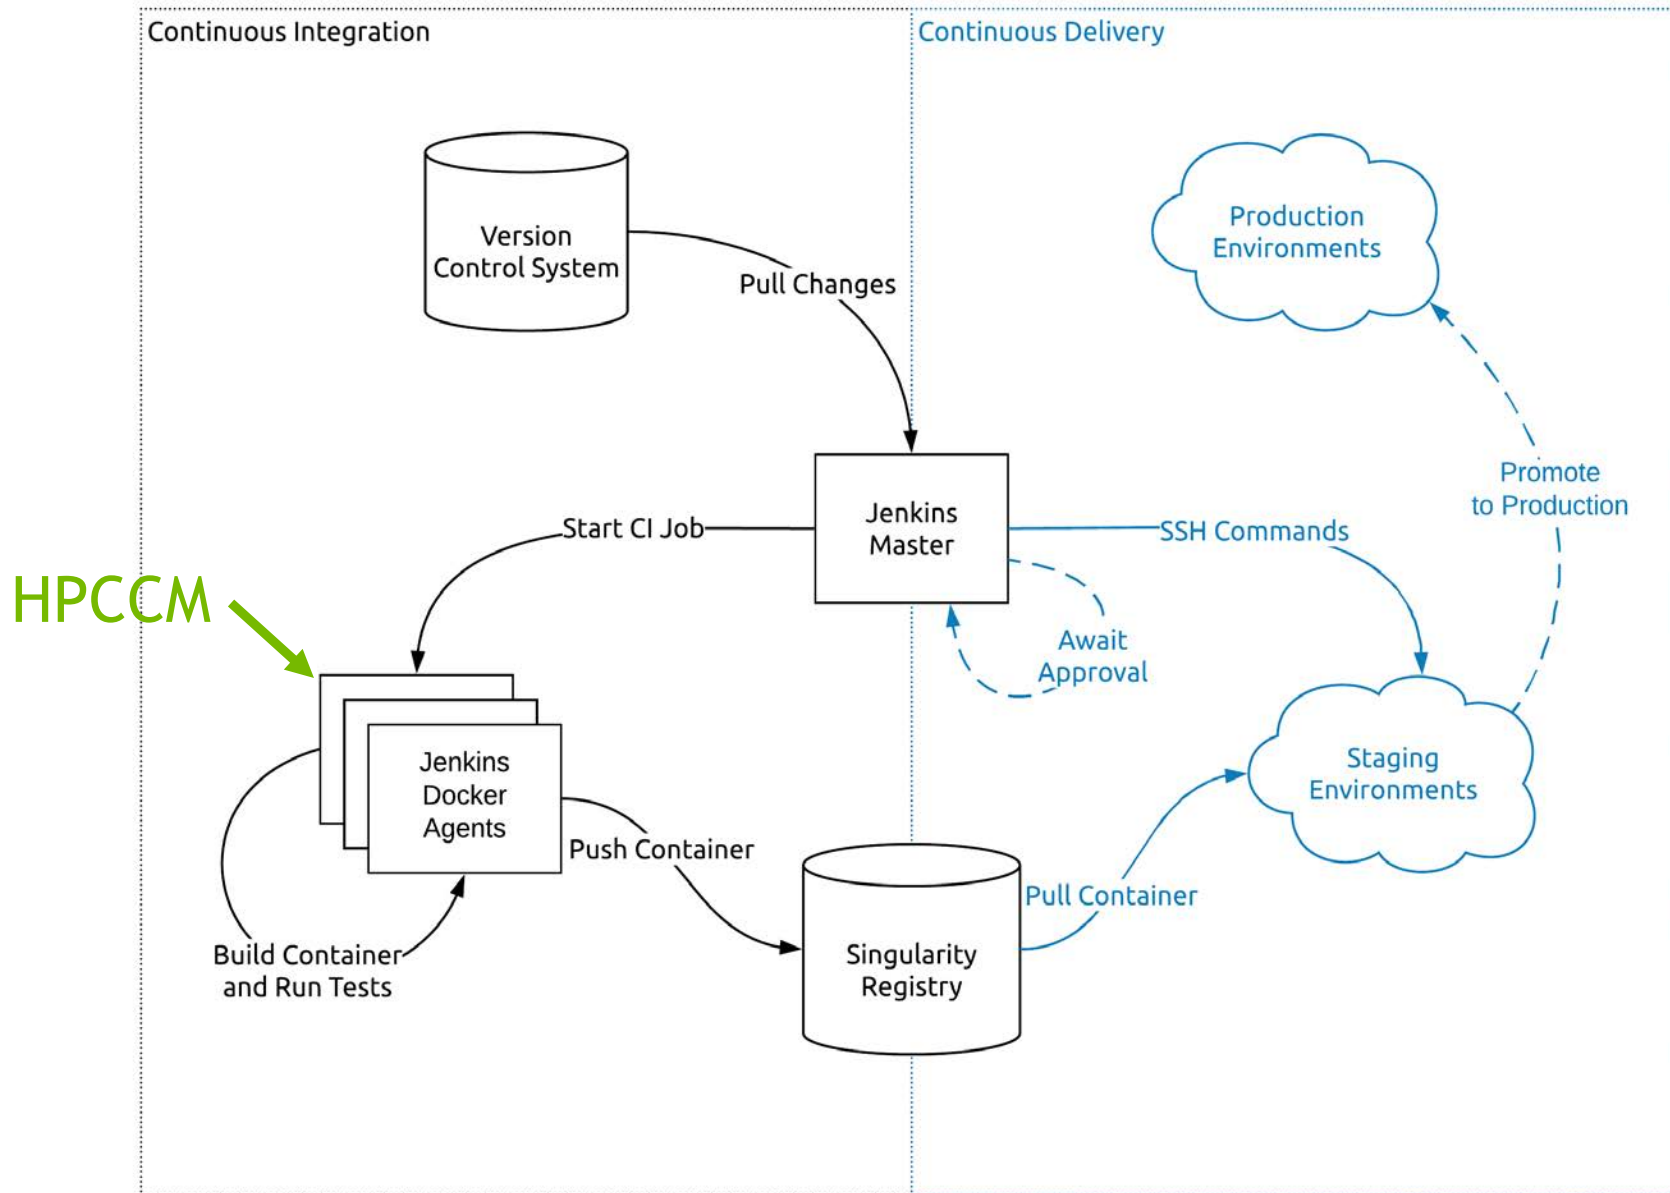 Continuous Integration
Continuous Delivery
Version
Control System
Pull Changes
Production
Environments
Promote
to Production
Jenkins
Master
Start CI Job
SSH Commands
Await
Approval
HPCCM
Jenkins
Docker
Agents
Staging
Environments
Push Container
Pull Container
Build Container
and Run Tests
Singularity
Registry